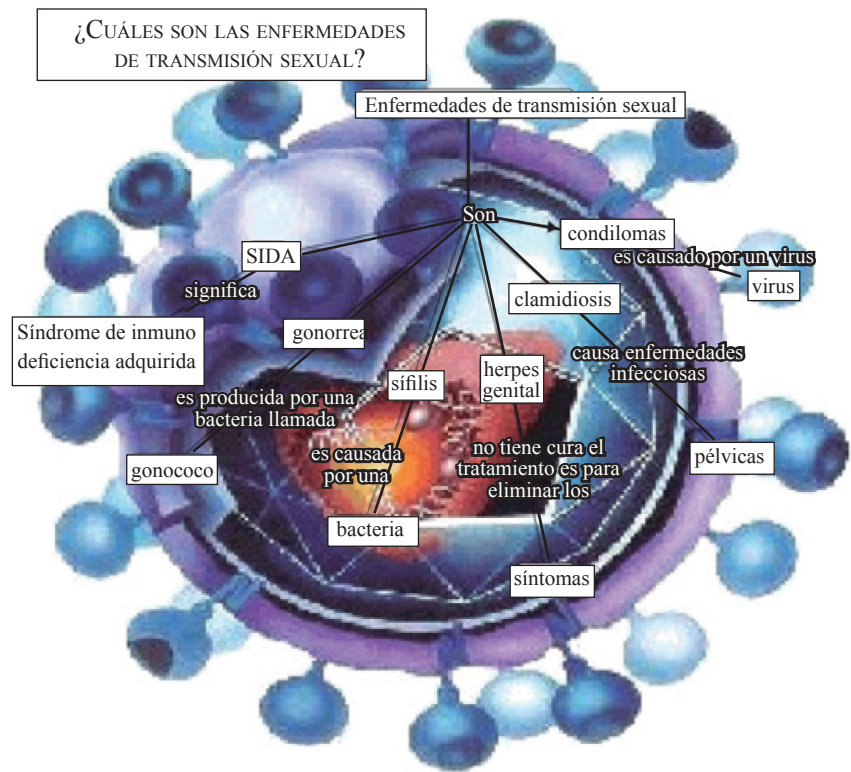 ¿CUÁLES SON LAS ENFERMEDADES
DE TRANSMISIÓN SEXUAL?
Enfermedades de transmisión sexual
Son
condilomas
SIDA
es causado por un virus
virus
significa
clamidiosis
Síndrome de inmuno
deficiencia adquirida
gonorrea
causa enfermedades
infecciosas
sífilis
herpes
genital
es producida por una
bacteria llamada
no tiene cura el
tratamiento es para
eliminar los
es causada
por una
gonococo
pélvicas
bacteria
síntomas